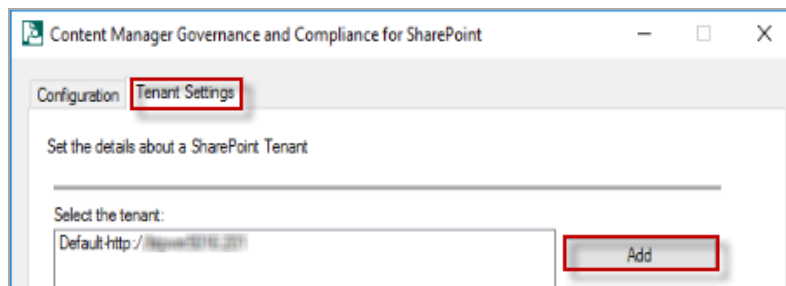 Content Manager Governance and Compliance for SharePoint
Configuration Tenant Settings
Set the details about a SharePoint Tenant
Select the tenant:
Default-http:/
Add